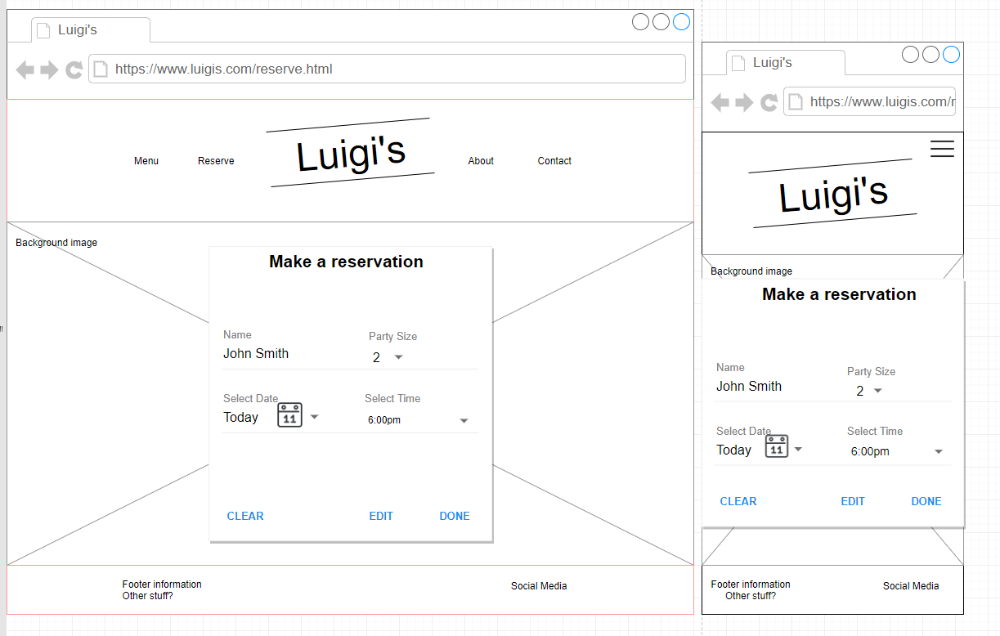 Luigi's
https://www.luigis.com/reserve.html
Menu Reserve Luigi's About Contact
Background image
Make a reservation
Name Party Size
John Smith 2
Select Date Select Time
Today 11 6:00pm
CLEAR EDIT DONE
Footer information Social Media
Other stuff?
Luigi's
https://www.luigis.com/r
Luigi's
Background image
Make a reservation
Name Party Size
John Smith 2
Select Date Select Time
Today 11 6:00pm
CLEAR EDIT DONE
Footer information Social Media
Other stuff?